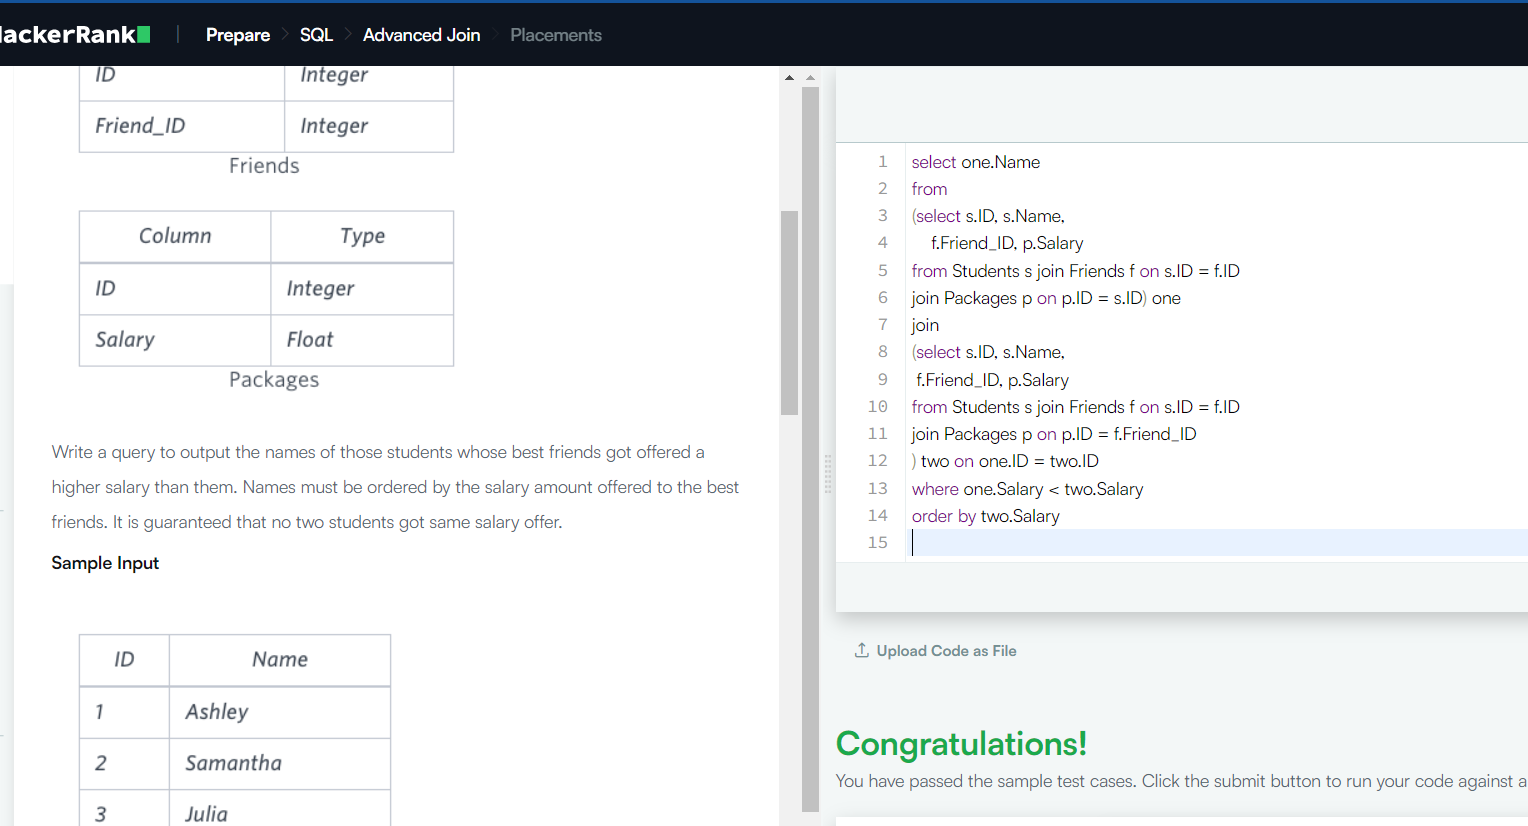 HackerRank
Prepare > SQL > Advanced Join > Placements
ID Integer
Friend_ID Integer
Friends
Column Type
ID Integer
Salary Float
Packages
Write a query to output the names of those students whose best friends got offered a
higher salary than them. Names must be ordered by the salary amount offered to the best
friends. It is guaranteed that no two students got same salary offer.
Sample Input
ID Name
1 Ashley
2 Samantha
3 Julia
1 select one.Name
2 from
3 (select s.ID, s.Name,
4 f.Friend_ID, p.Salary
5 from Students s join Friends f on s.ID = f.ID
6 join Packages p on p.ID = s.ID) one
7 join
8 (select s.ID, s.Name,
9 f.Friend_ID, p.Salary
10 from Students s join Friends f on s.ID = f.ID
11 join Packages p on p.ID = f.Friend_ID
12 ) two on one.ID = two.ID
13 where one.Salary < two.Salary
14 order by two.Salary
15
Upload Code as File
Congratulations!
You have passed the sample test cases. Click the submit button to run your code against a